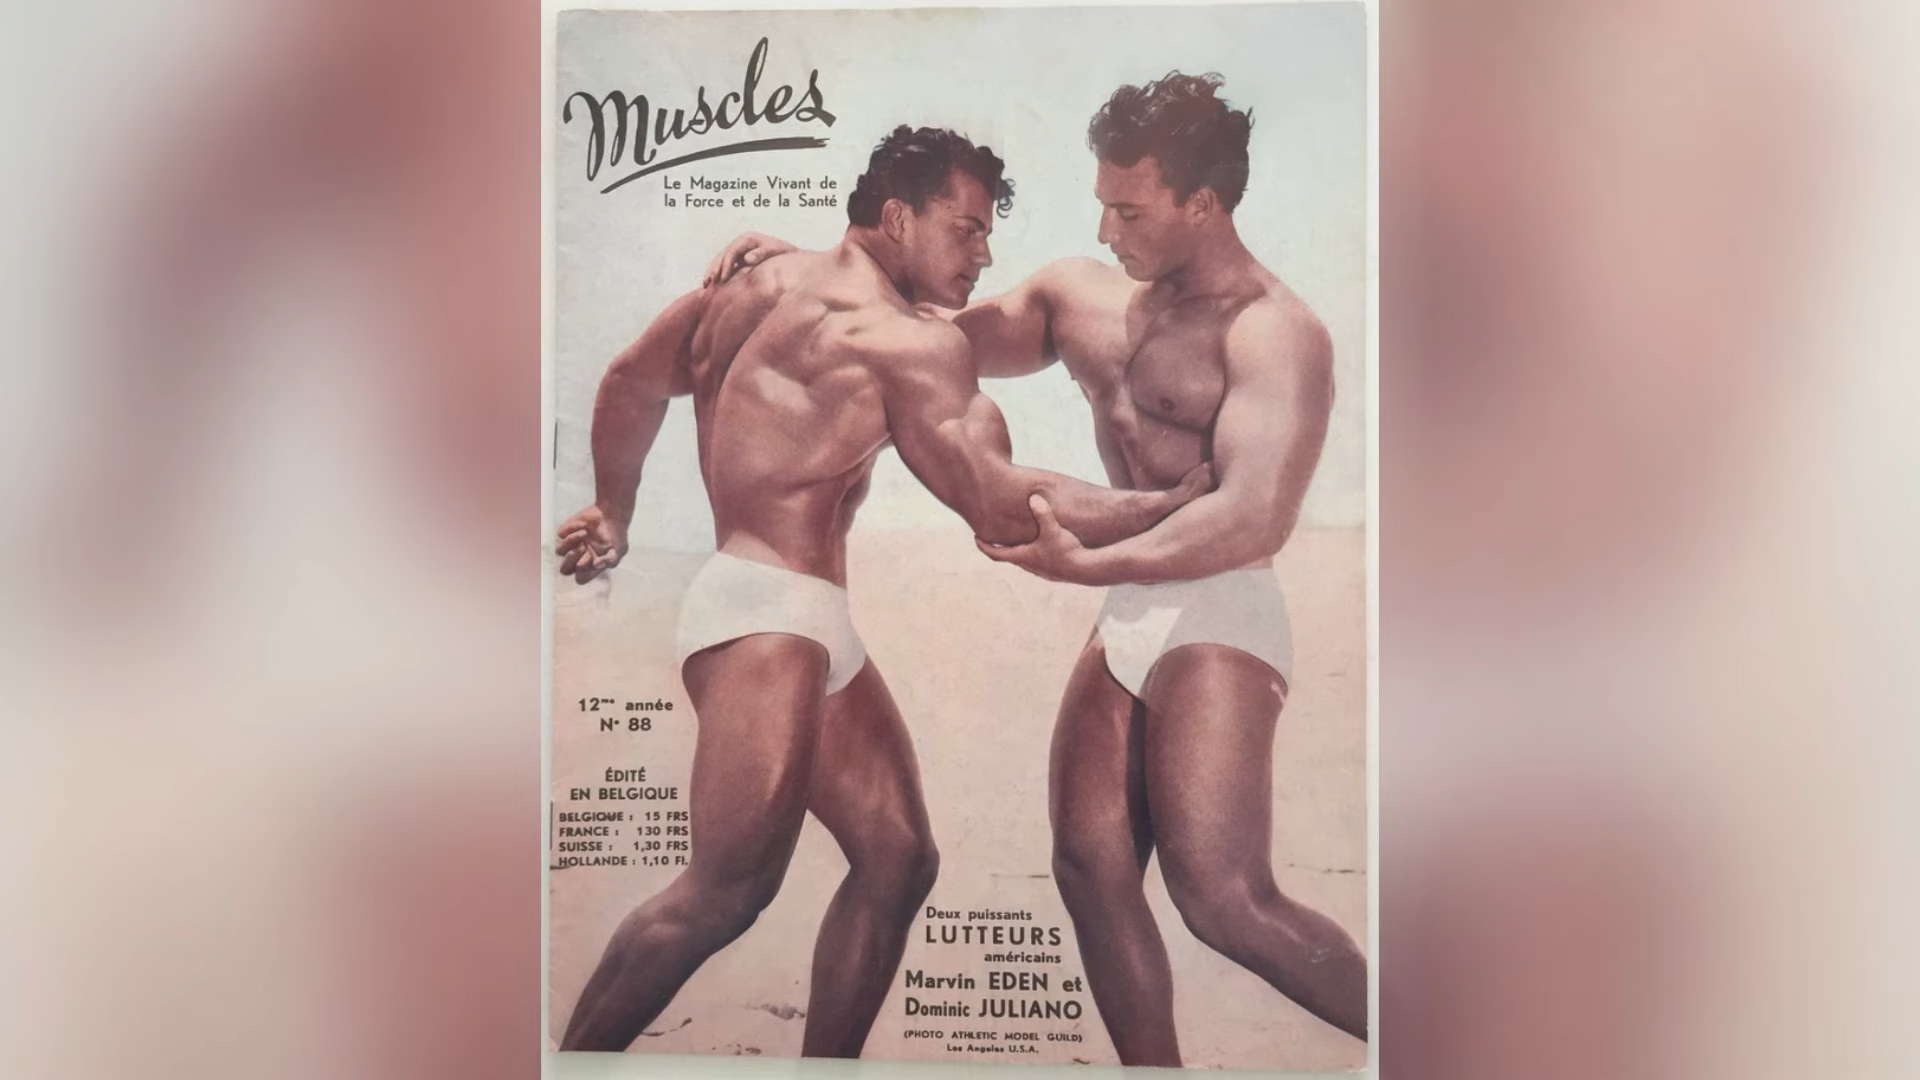 Muscles
Le Magazine Vivant de
la Force et de la Santé
12me année
N° 88
ÉDITÉ
EN BELGIQUE
BELGIQUE : 15 FRS
FRANCE : 130 FRS
SUISSE : 1,30 FRS
HOLLANDE : 1,10 Fl.
Deux puissants
LUTTEURS
américains
Marvin EDEN et
Dominic JULIANO
(PHOTO ATHLETIC MODEL GUILD)
Los Angeles U.S.A.